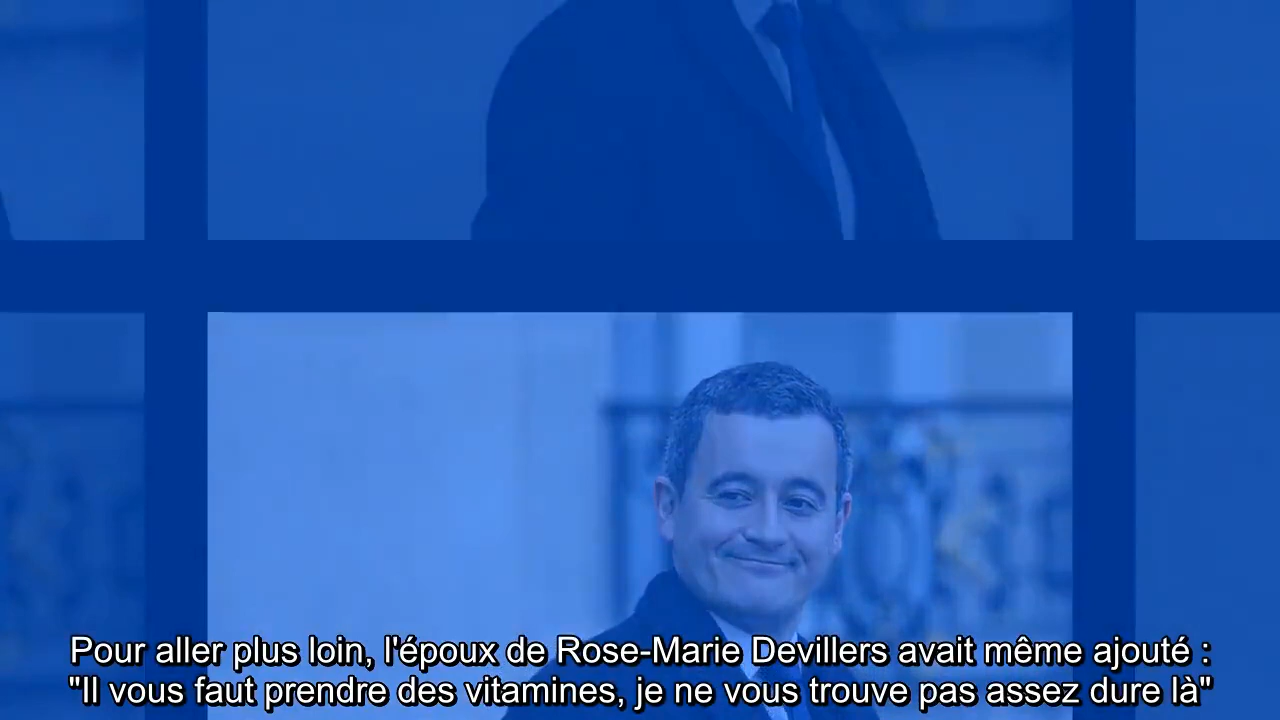 Pour aller plus loin, l'époux de Rose-Marie Devillers avait même ajouté :
"Il vous faut prendre des vitamines, je ne vous trouve pas assez dure là"